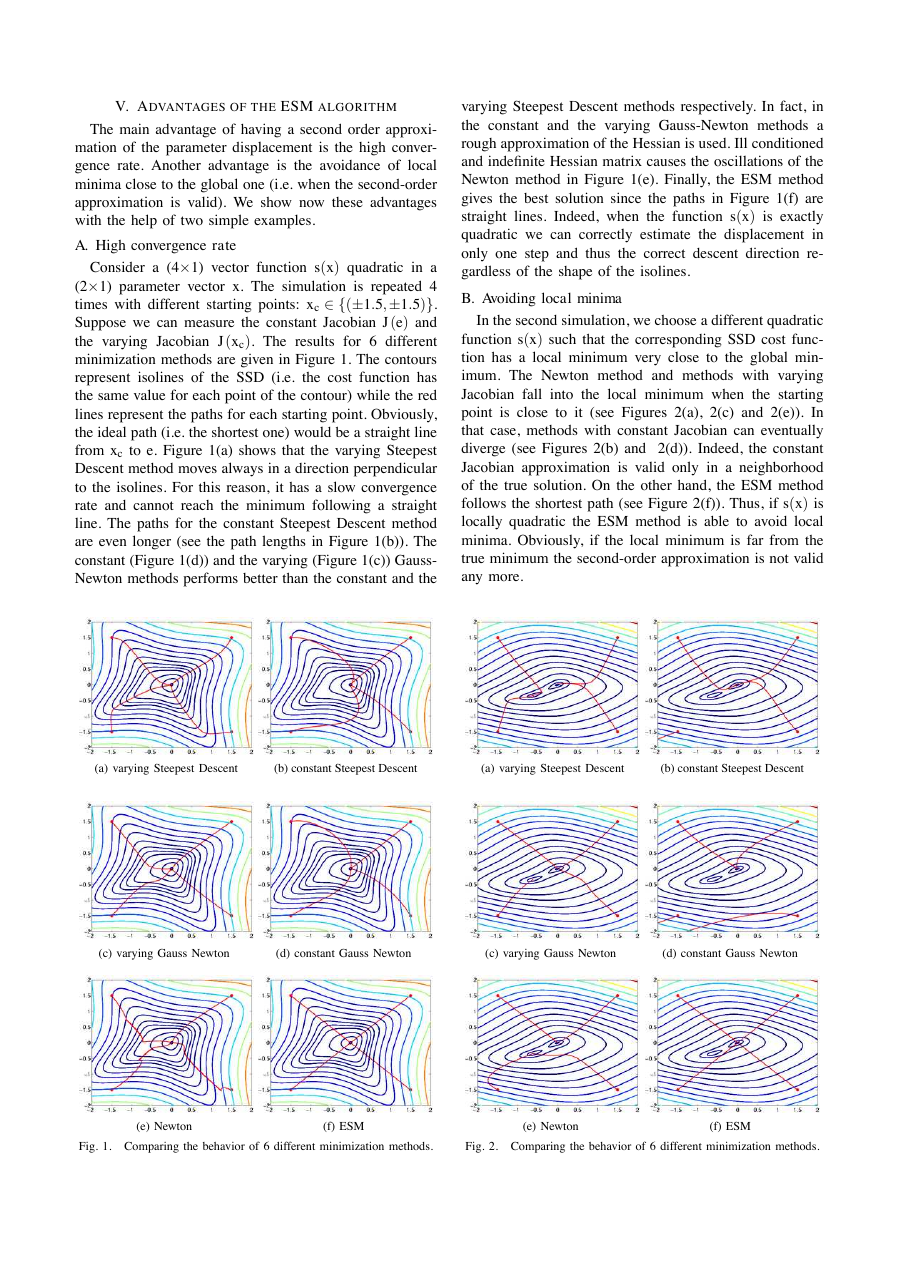 V. ADVANTAGES OF THE ESM ALGORITHM
The main advantage of having a second order approxi-
mation of the parameter displacement is the high conver-
gence rate. Another advantage is the avoidance of local
minima close to the global one (i.e. when the second-order
approximation is valid). We show now these advantages
with the help of two simple examples.
A. High convergence rate
Consider a (4×1) vector function s(x) quadratic in a
(2×1) parameter vector x. The simulation is repeated 4
times with different starting points: xc ∈ {(±1.5,±1.5)}.
Suppose we can measure the constant Jacobian J(e) and
the varying Jacobian J(xc). The results for 6 different
minimization methods are given in Figure 1. The contours
represent isolines of the SSD (i.e. the cost function has
the same value for each point of the contour) while the red
lines represent the paths for each starting point. Obviously,
the ideal path (i.e. the shortest one) would be a straight line
from xc to e. Figure 1(a) shows that the varying Steepest
Descent method moves always in a direction perpendicular
to the isolines. For this reason, it has a slow convergence
rate and cannot reach the minimum following a straight
line. The paths for the constant Steepest Descent method
are even longer (see the path lengths in Figure 1(b)). The
constant (Figure 1(d)) and the varying (Figure 1(c)) Gauss-
Newton methods performs better than the constant and the
varying Steepest Descent methods respectively. In fact, in
the constant and the varying Gauss-Newton methods a
rough approximation of the Hessian is used. Ill conditioned
and indefinite Hessian matrix causes the oscillations of the
Newton method in Figure 1(e). Finally, the ESM method
gives the best solution since the paths in Figure 1(f) are
straight lines. Indeed, when the function s(x) is exactly
quadratic we can correctly estimate the displacement in
only one step and thus the correct descent direction re-
gardless of the shape of the isolines.
B. Avoiding local minima
In the second simulation, we choose a different quadratic
function s(x) such that the corresponding SSD cost func-
tion has a local minimum very close to the global min-
imum. The Newton method and methods with varying
Jacobian fall into the local minimum when the starting
point is close to it (see Figures 2(a), 2(c) and 2(e)). In
that case, methods with constant Jacobian can eventually
diverge (see Figures 2(b) and 2(d)). Indeed, the constant
Jacobian approximation is valid only in a neighborhood
of the true solution. On the other hand, the ESM method
follows the shortest path (see Figure 2(f)). Thus, if s(x) is
locally quadratic the ESM method is able to avoid local
minima. Obviously, if the local minimum is far from the
true minimum the second-order approximation is not valid
any more.
(a) varying Steepest Descent
(b) constant Steepest Descent
(c) varying Gauss Newton
(d) constant Gauss Newton
(e) Newton
(f) ESM
Fig. 1. Comparing the behavior of 6 different minimization methods.
(a) varying Steepest Descent
(b) constant Steepest Descent
(c) varying Gauss Newton
(d) constant Gauss Newton
(e) Newton
(f) ESM
Fig. 2. Comparing the behavior of 6 different minimization methods.